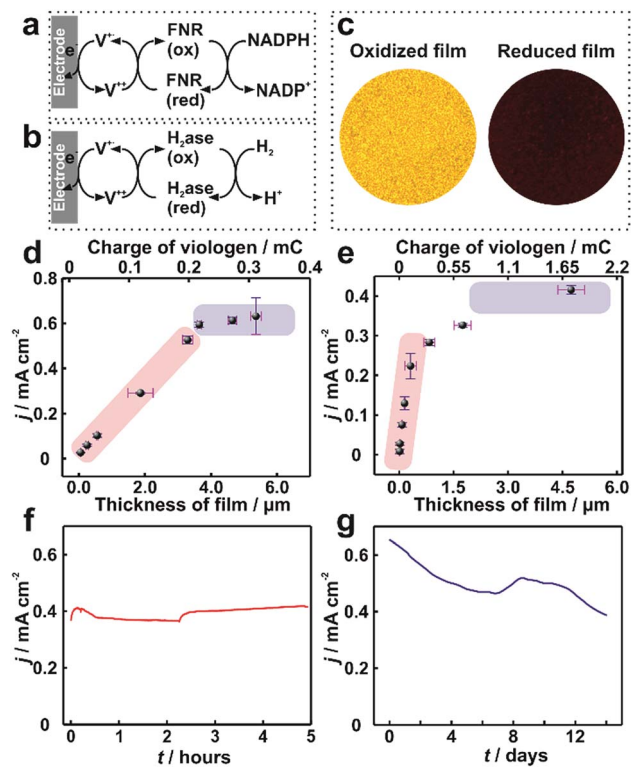 a
Electrode
e-
V+·
V++
FNR
(ox)
FNR
(red)
NADPH
NADP+
b
Electrode
e-
V+·
V++
H2ase
(ox)
H2ase
(red)
H2
H+
c
Oxidized film
Reduced film
d
Charge of viologen / mC
0 0.1 0.2 0.3 0.4
j / mA cm-2
0.8
0.6
0.4
0.2
0
0.0 2.0 4.0 6.0
Thickness of film / µm
e
Charge of viologen / mC
0 0.55 1.1 1.65 2.2
j / mA cm-2
0.4
0.3
0.2
0.1
0
0.0 1.5 3.0 4.5 6.0
Thickness of film / µm
f
j / mA cm-2
0.6
0.4
0.2
0
0 1 2 3 4 5
t / hours
g
j / mA cm-2
0.6
0.4
0.2
0
0 4 8 12
t / days